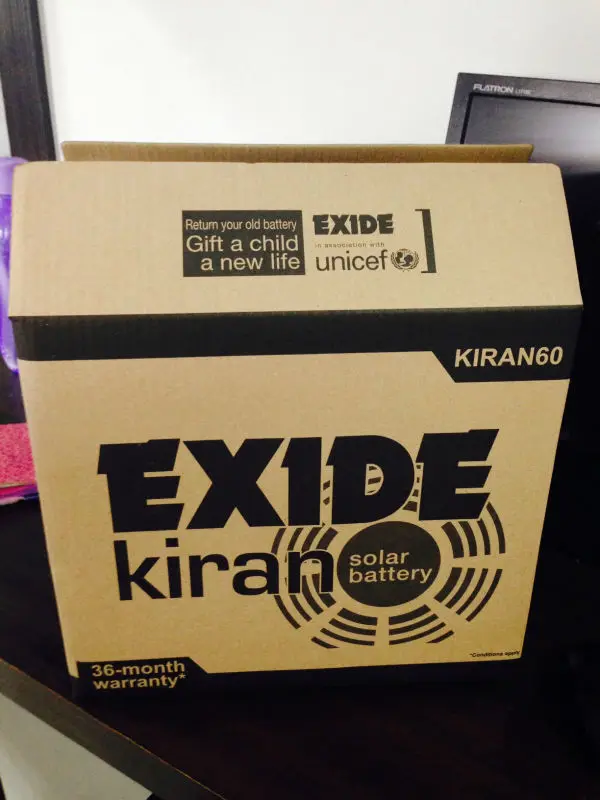 FLATRON
Return your old battery
Gift a child
a new life
EXIDE
in association with
unicef
KIRAN60
EXIDE
kiran
solar
battery
*Conditions apply
36-month
warranty*